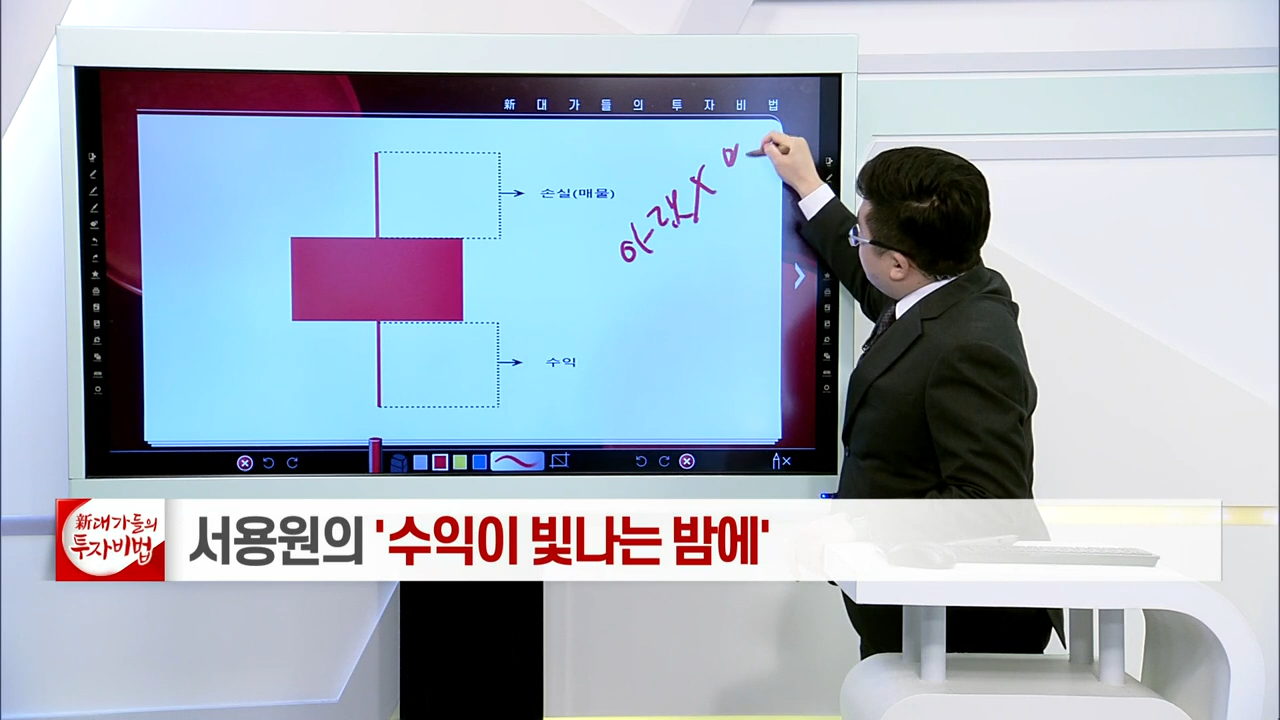 新 대 가 들 의 투 자 비 법
손실(매물)
수익
新대가들의
투자비법
서용원의 '수익이 빛나는 밤에'